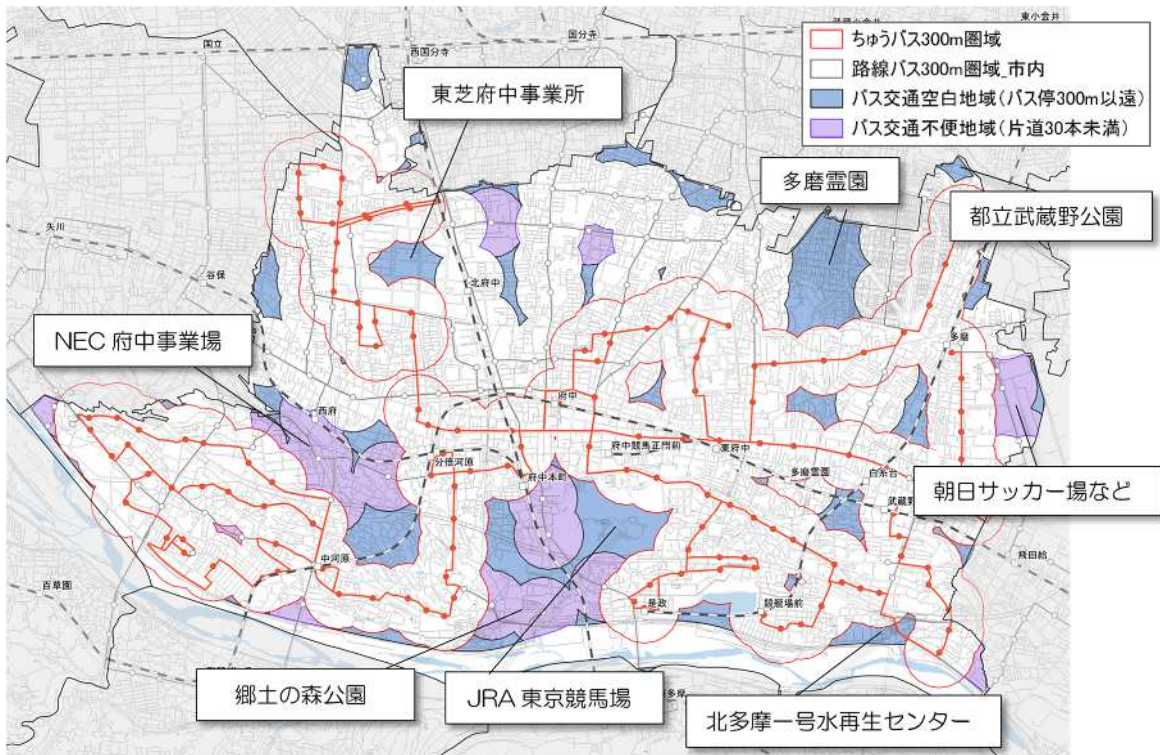 東小金井
国分寺
国立
西国分寺
ちゅうバス300m圏域
路線バス300m圏域_市内
バス交通空白地域(バス停300m以遠)
バス交通不便地域(片道30本未満)
東芝府中事業所
多磨霊園
都立武蔵野公園
矢川
谷保
北府中
NEC府中事業場
多磨
西府
府中
府中競馬正門前
東府中
分倍河原
府中本町
多磨霊園
白糸台
朝日サッカー場など
武蔵野
飛田給
中河原
百草園
是政
競艇場前
郷土の森公園
JRA東京競馬場
北多摩一号水再生センター